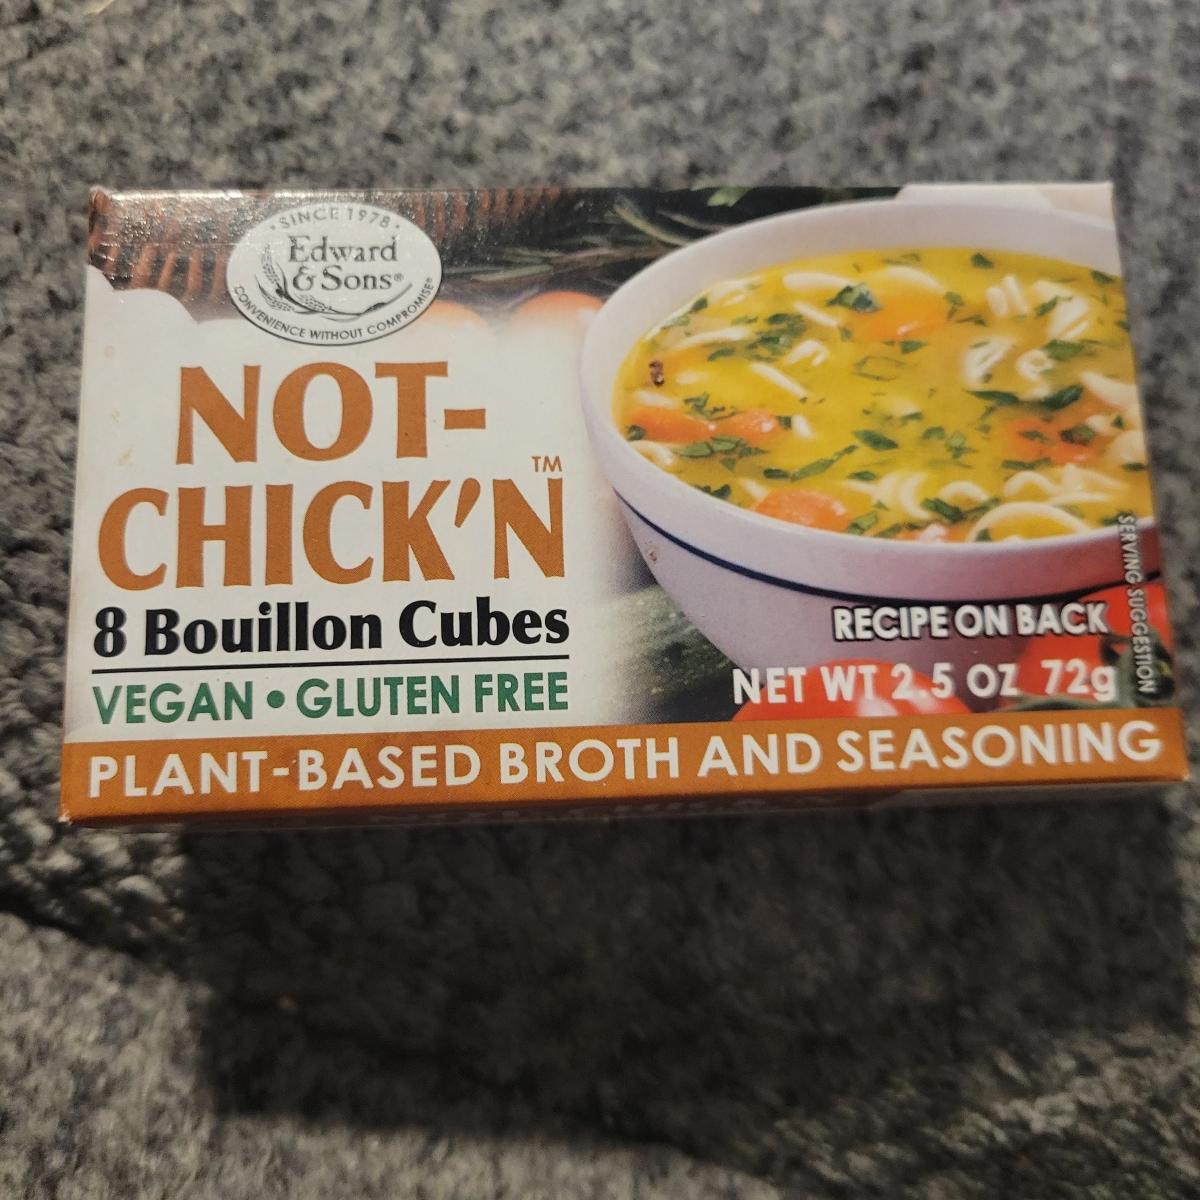 ·SINCE 1978·
Edward
& Sons®
CONVENIENCE WITHOUT COMPROMISE®
NOT-
CHICK'N™
8 Bouillon Cubes
VEGAN • GLUTEN FREE
RECIPE ON BACK
NET WT 2.5 OZ 72g
SERVING SUGGESTION
PLANT-BASED BROTH AND SEASONING